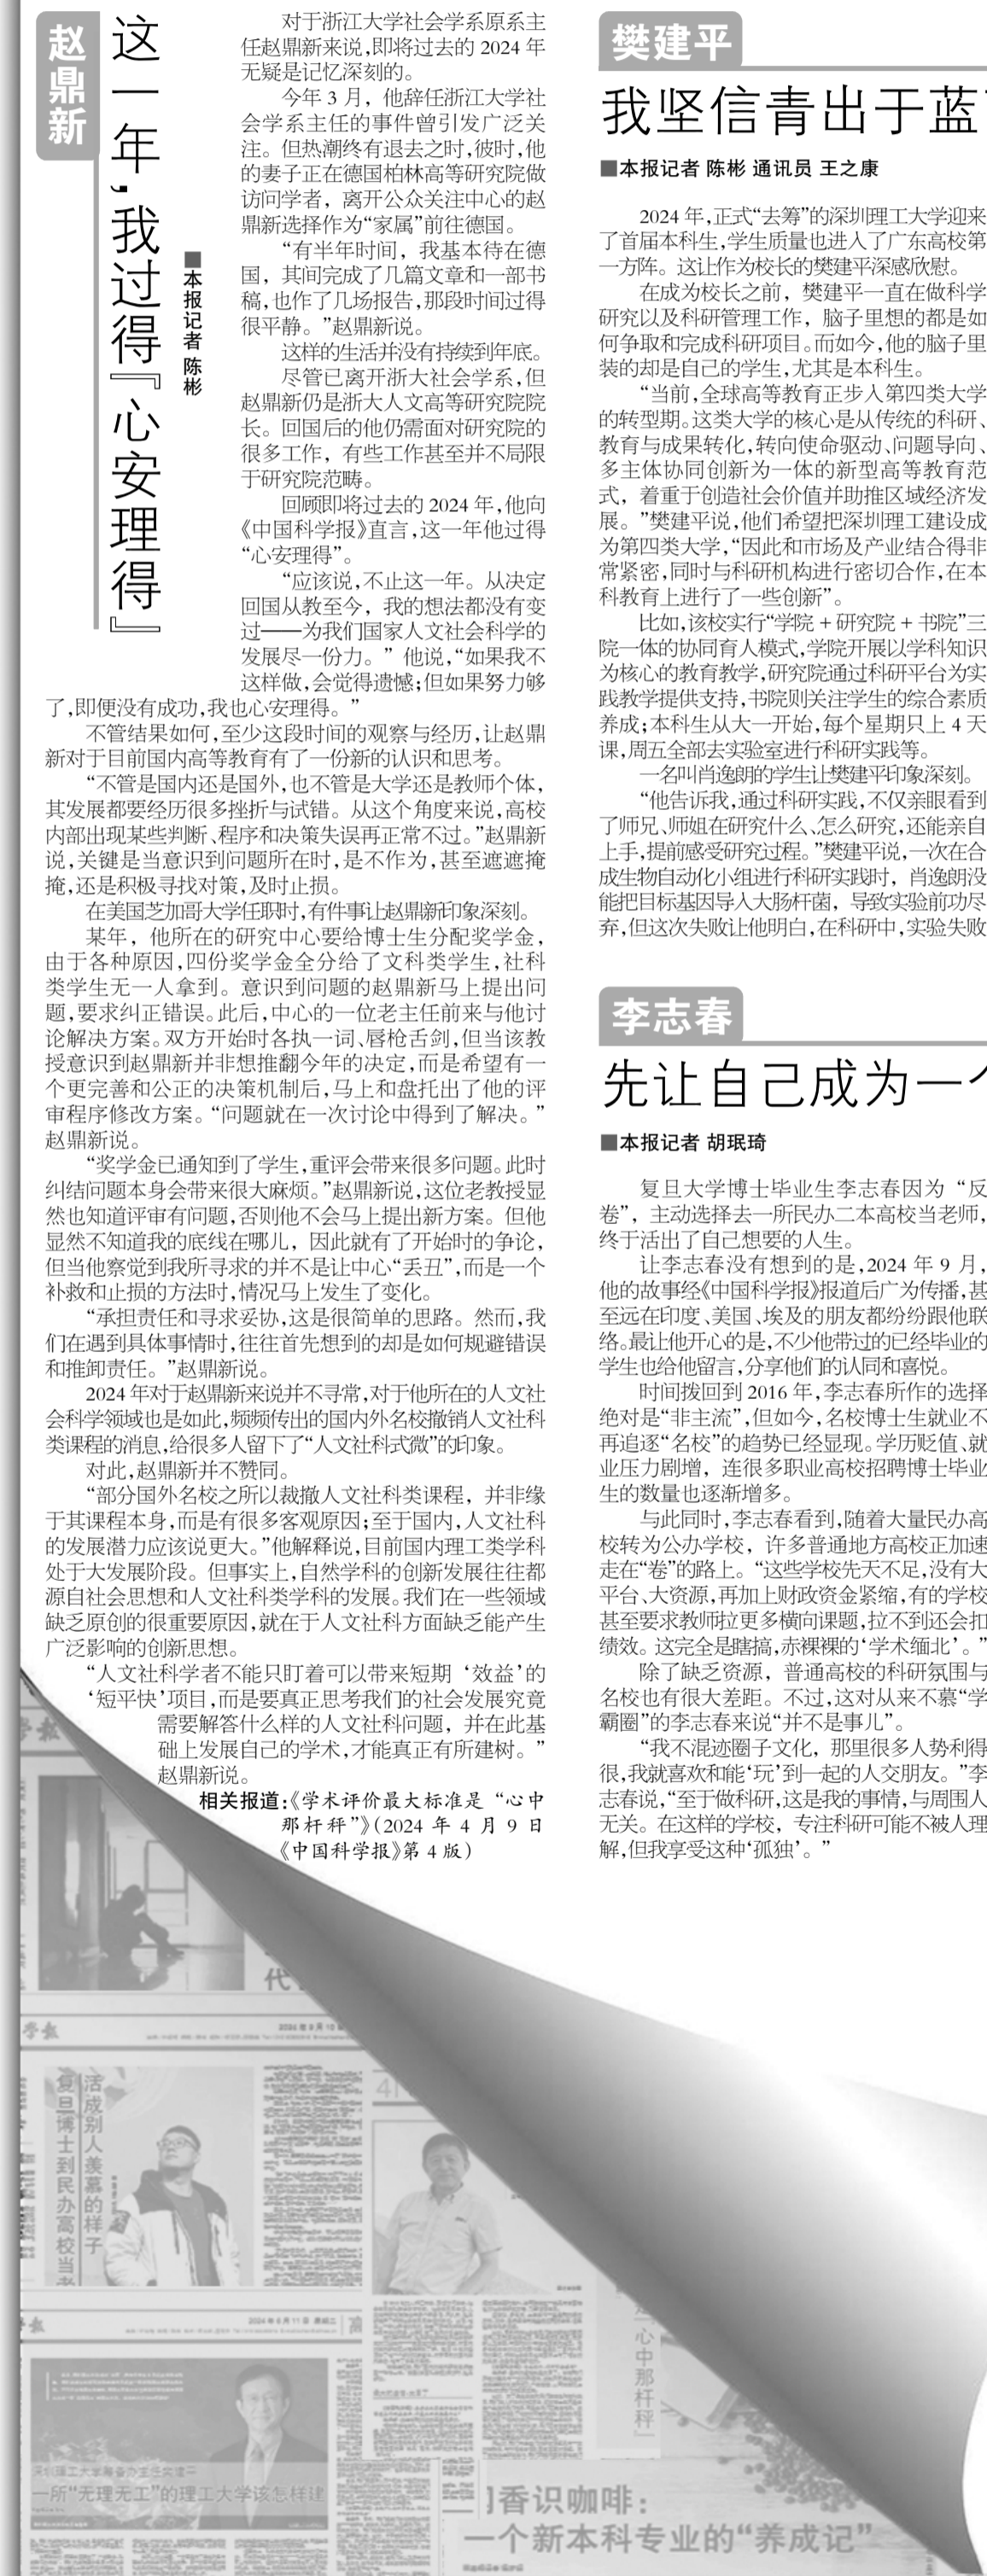 赵鼎新
这一年,我过得『心安理得』
■本报记者 陈彬
对于浙江大学社会学系原系主
任赵鼎新来说,即将过去的 2024 年
无疑是记忆深刻的。
今年 3 月，他辞任浙江大学社
会学系主任的事件曾引发广泛关
注。但热潮终有退去之时,彼时,他
的妻子正在德国柏林高等研究院做
访问学者，离开公众关注中心的赵
鼎新选择作为“家属”前往德国。
“有半年时间，我基本待在德
国，其间完成了几篇文章和一部书
稿,也作了几场报告,那段时间过得
很平静。”赵鼎新说。
这样的生活并没有持续到年底。
尽管已离开浙大社会学系,但
赵鼎新仍是浙大人文高等研究院院
长。回国后的他仍需面对研究院的
很多工作，有些工作甚至并不局限
于研究院范畴。
回顾即将过去的 2024 年,他向
《中国科学报》直言,这一年他过得
“心安理得”。
“应该说,不止这一年。从决定
回国从教至今，我的想法都没有变
过——为我们国家人文社会科学的
发展尽一份力。” 他说,“如果我不
这样做,会觉得遗憾;但如果努力够
了,即便没有成功,我也心安理得。”
不管结果如何,至少这段时间的观察与经历,让赵鼎
新对于目前国内高等教育有了一份新的认识和思考。
“不管是国内还是国外,也不管是大学还是教师个体,
其发展都要经历很多挫折与试错。从这个角度来说,高校
内部出现某些判断、程序和决策失误再正常不过。”赵鼎新
说,关键是当意识到问题所在时,是不作为,甚至遮遮掩
掩,还是积极寻找对策,及时止损。
在美国芝加哥大学任职时,有件事让赵鼎新印象深刻。
某年，他所在的研究中心要给博士生分配奖学金,
由于各种原因,四份奖学金全分给了文科类学生,社科
类学生无一人拿到。意识到问题的赵鼎新马上提出问
题,要求纠正错误。此后,中心的一位老主任前来与他讨
论解决方案。双方开始时各执一词、唇枪舌剑,但当该教
授意识到赵鼎新并非想推翻今年的决定,而是希望有一
个更完善和公正的决策机制后,马上和盘托出了他的评
审程序修改方案。“问题就在一次讨论中得到了解决。”
赵鼎新说。
“奖学金已通知到了学生,重评会带来很多问题。此时
纠结问题本身会带来很大麻烦。”赵鼎新说,这位老教授显
然也知道评审有问题,否则他不会马上提出新方案。但他
显然不知道我的底线在哪儿，因此就有了开始时的争论,
但当他察觉到我所寻求的并不是让中心“丢丑”,而是一个
补救和止损的方法时,情况马上发生了变化。
“承担责任和寻求妥协,这是很简单的思路。然而,我
们在遇到具体事情时,往往首先想到的却是如何规避错误
和推卸责任。”赵鼎新说。
2024 年对于赵鼎新来说并不寻常,对于他所在的人文社
会科学领域也是如此,频频传出的国内外名校撤销人文社科
类课程的消息,给很多人留下了“人文社科式微”的印象。
对此,赵鼎新并不赞同。
“部分国外名校之所以裁撤人文社科类课程，并非缘
于其课程本身,而是有很多客观原因;至于国内,人文社科
的发展潜力应该说更大。”他解释说,目前国内理工类学科
处于大发展阶段。但事实上,自然学科的创新发展往往都
源自社会思想和人文社科类学科的发展。我们在一些领域
缺乏原创的很重要原因,就在于人文社科方面缺乏能产生
广泛影响的创新思想。
“人文社科学者不能只盯着可以带来短期‘效益’的
‘短平快’项目,而是要真正思考我们的社会发展究竟
需要解答什么样的人文社科问题，并在此基
础上发展自己的学术,才能真正有所建树。”
赵鼎新说。
相关报道:《学术评价最大标准是“心中
那杆秤”》(2024 年 4 月 9 日
《中国科学报》第 4 版)
樊建平
我坚信青出于蓝
■本报记者 陈彬 通讯员 王之康
2024 年,正式“去筹”的深圳理工大学迎来
了首届本科生,学生质量也进入了广东高校第
一方阵。这让作为校长的樊建平深感欣慰。
在成为校长之前，樊建平一直在做科学
研究以及科研管理工作，脑子里想的都是如
何争取和完成科研项目。而如今,他的脑子里
装的却是自己的学生,尤其是本科生。
“当前,全球高等教育正步入第四类大学
的转型期。这类大学的核心是从传统的科研、
教育与成果转化,转向使命驱动、问题导向、
多主体协同创新为一体的新型高等教育范
式，着重于创造社会价值并助推区域经济发
展。”樊建平说,他们希望把深圳理工建设成
为第四类大学,“因此和市场及产业结合得非
常紧密,同时与科研机构进行密切合作,在本
科教育上进行了一些创新”。
比如,该校实行“学院 + 研究院 + 书院”三
院一体的协同育人模式,学院开展以学科知识
为核心的教育教学,研究院通过科研平台为实
践教学提供支持,书院则关注学生的综合素质
养成;本科生从大一开始,每个星期只上 4 天
课,周五全部去实验室进行科研实践等。
一名叫肖逸朗的学生让樊建平印象深刻。
“他告诉我,通过科研实践,不仅亲眼看到
了师兄、师姐在研究什么、怎么研究,还能亲自
上手,提前感受研究过程。”樊建平说,一次在合
成生物自动化小组进行科研实践时，肖逸朗没
能把目标基因导入大肠杆菌，导致实验前功尽
弃,但这次失败让他明白,在科研中,实验失败
李志春
先让自己成为一个
■本报记者 胡珉琦
复旦大学博士毕业生李志春因为“反
卷”，主动选择去一所民办二本高校当老师,
终于活出了自己想要的人生。
让李志春没有想到的是,2024 年 9 月,
他的故事经《中国科学报》报道后广为传播,甚
至远在印度、美国、埃及的朋友都纷纷跟他联
络。最让他开心的是,不少他带过的已经毕业的
学生也给他留言,分享他们的认同和喜悦。
时间拨回到 2016 年,李志春所作的选择
绝对是“非主流”,但如今,名校博士生就业不
再追逐“名校”的趋势已经显现。学历贬值、就
业压力剧增，连很多职业高校招聘博士毕业
生的数量也逐渐增多。
与此同时,李志春看到,随着大量民办高
校转为公办学校，许多普通地方高校正加速
走在“卷”的路上。“这些学校先天不足,没有大
平台、大资源,再加上财政资金紧缩,有的学校
甚至要求教师拉更多横向课题,拉不到还会扣
绩效。这完全是瞎搞,赤裸裸的‘学术缅北’。”
除了缺乏资源，普通高校的科研氛围与
名校也有很大差距。不过,这对从来不慕“学
霸圈”的李志春来说“并不是事儿”。
“我不混迹圈子文化，那里很多人势利得
很,我就喜欢和能‘玩’到一起的人交朋友。”李
志春说,“至于做科研,这是我的事情,与周围人
无关。在这样的学校，专注科研可能不被人理
解,但我享受这种‘孤独’。”
学报
代
学报
复旦博士到民办高校当老
活成别人羡慕的样子
心中那杆秤』
一所“无理无工”的理工大学该怎样建
闻香识咖啡:
一个新本科专业的“养成记”